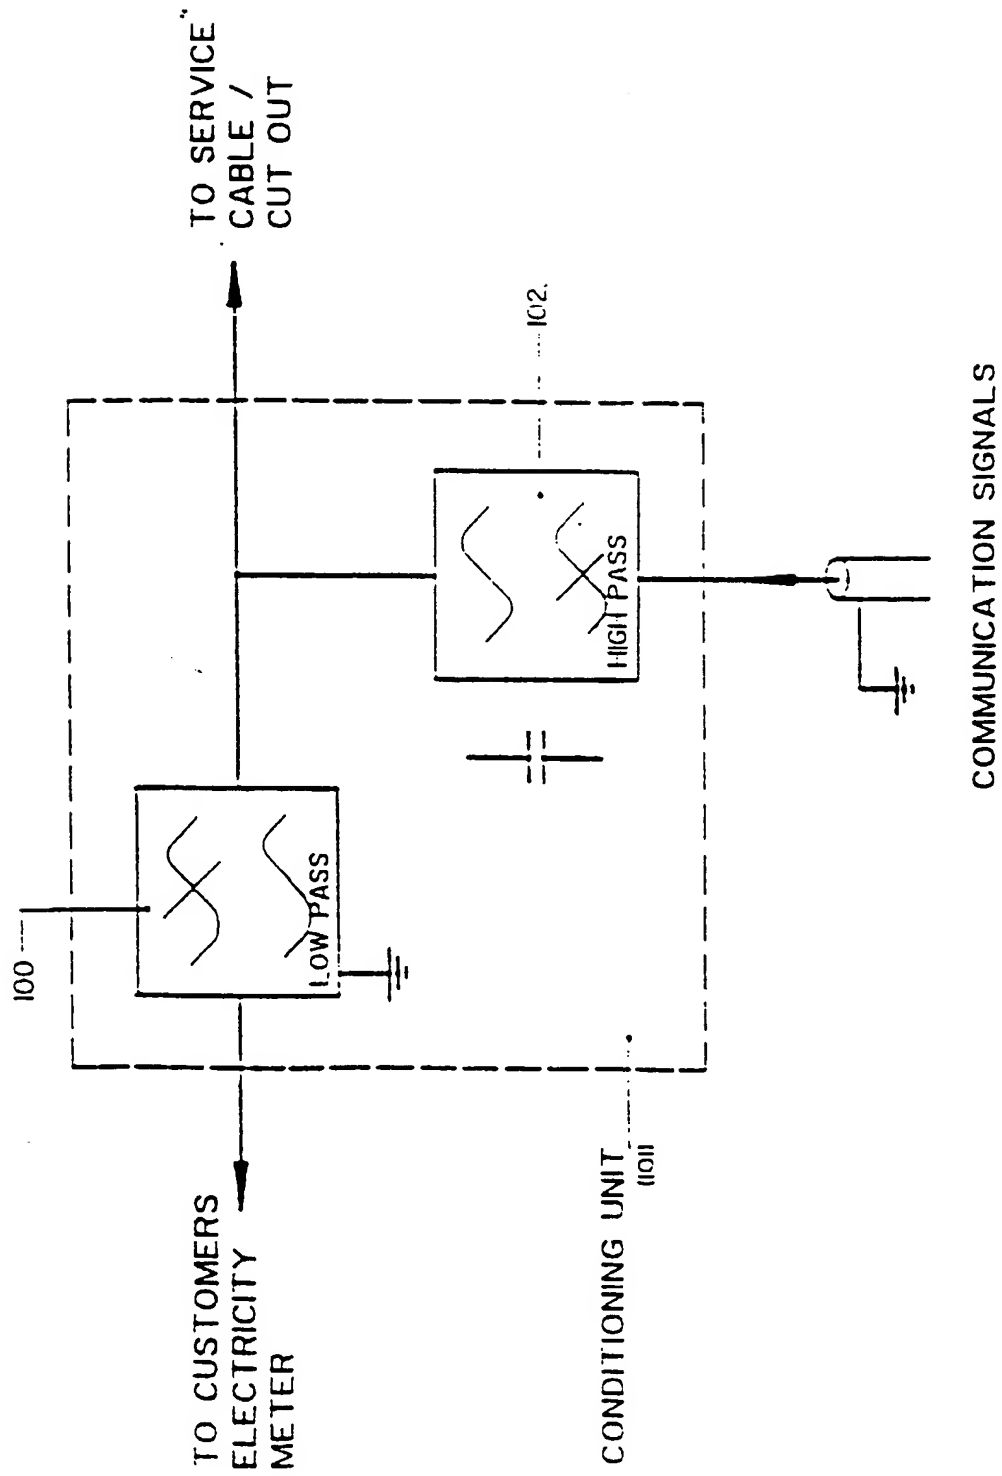 100
TO SERVICE
CABLE /
CUT OUT
LOW PASS
HIGH PASS
102.
TO CUSTOMERS
ELECTRICITY
METER
CONDITIONING UNIT
COMMUNICATION SIGNALS